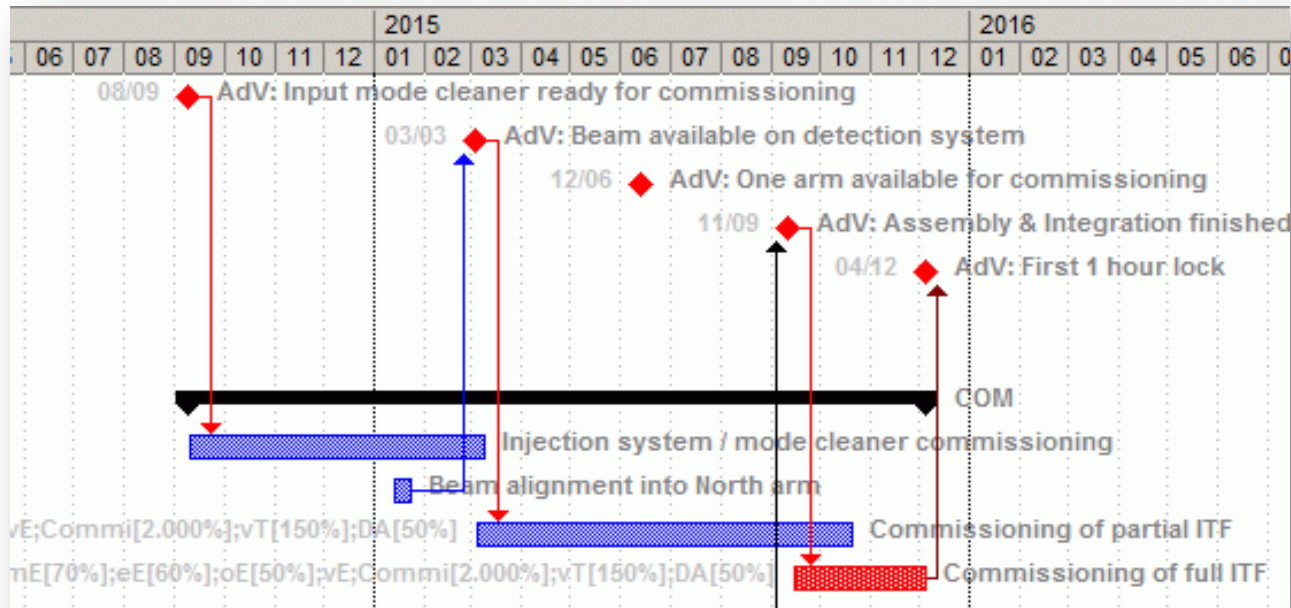 2015 2016
06 07 08 09 10 11 12 01 02 03 04 05 06 07 08 09 10 11 12 01 02 03 04 05 06 0
08/09 AdV: Input mode cleaner ready for commissioning
03/03 AdV: Beam available on detection system
12/06 AdV: One arm available for commissioning
11/09 AdV: Assembly & Integration finished
04/12 AdV: First 1 hour lock
COM
Injection system / mode cleaner commissioning
Beam alignment into North arm
vE;Commi[2.000%];vT[150%];DA[50%] Commissioning of partial ITF
mE[70%];eE[60%];oE[50%];vE;Commi[2.000%];vT[150%];DA[50%] Commissioning of full ITF